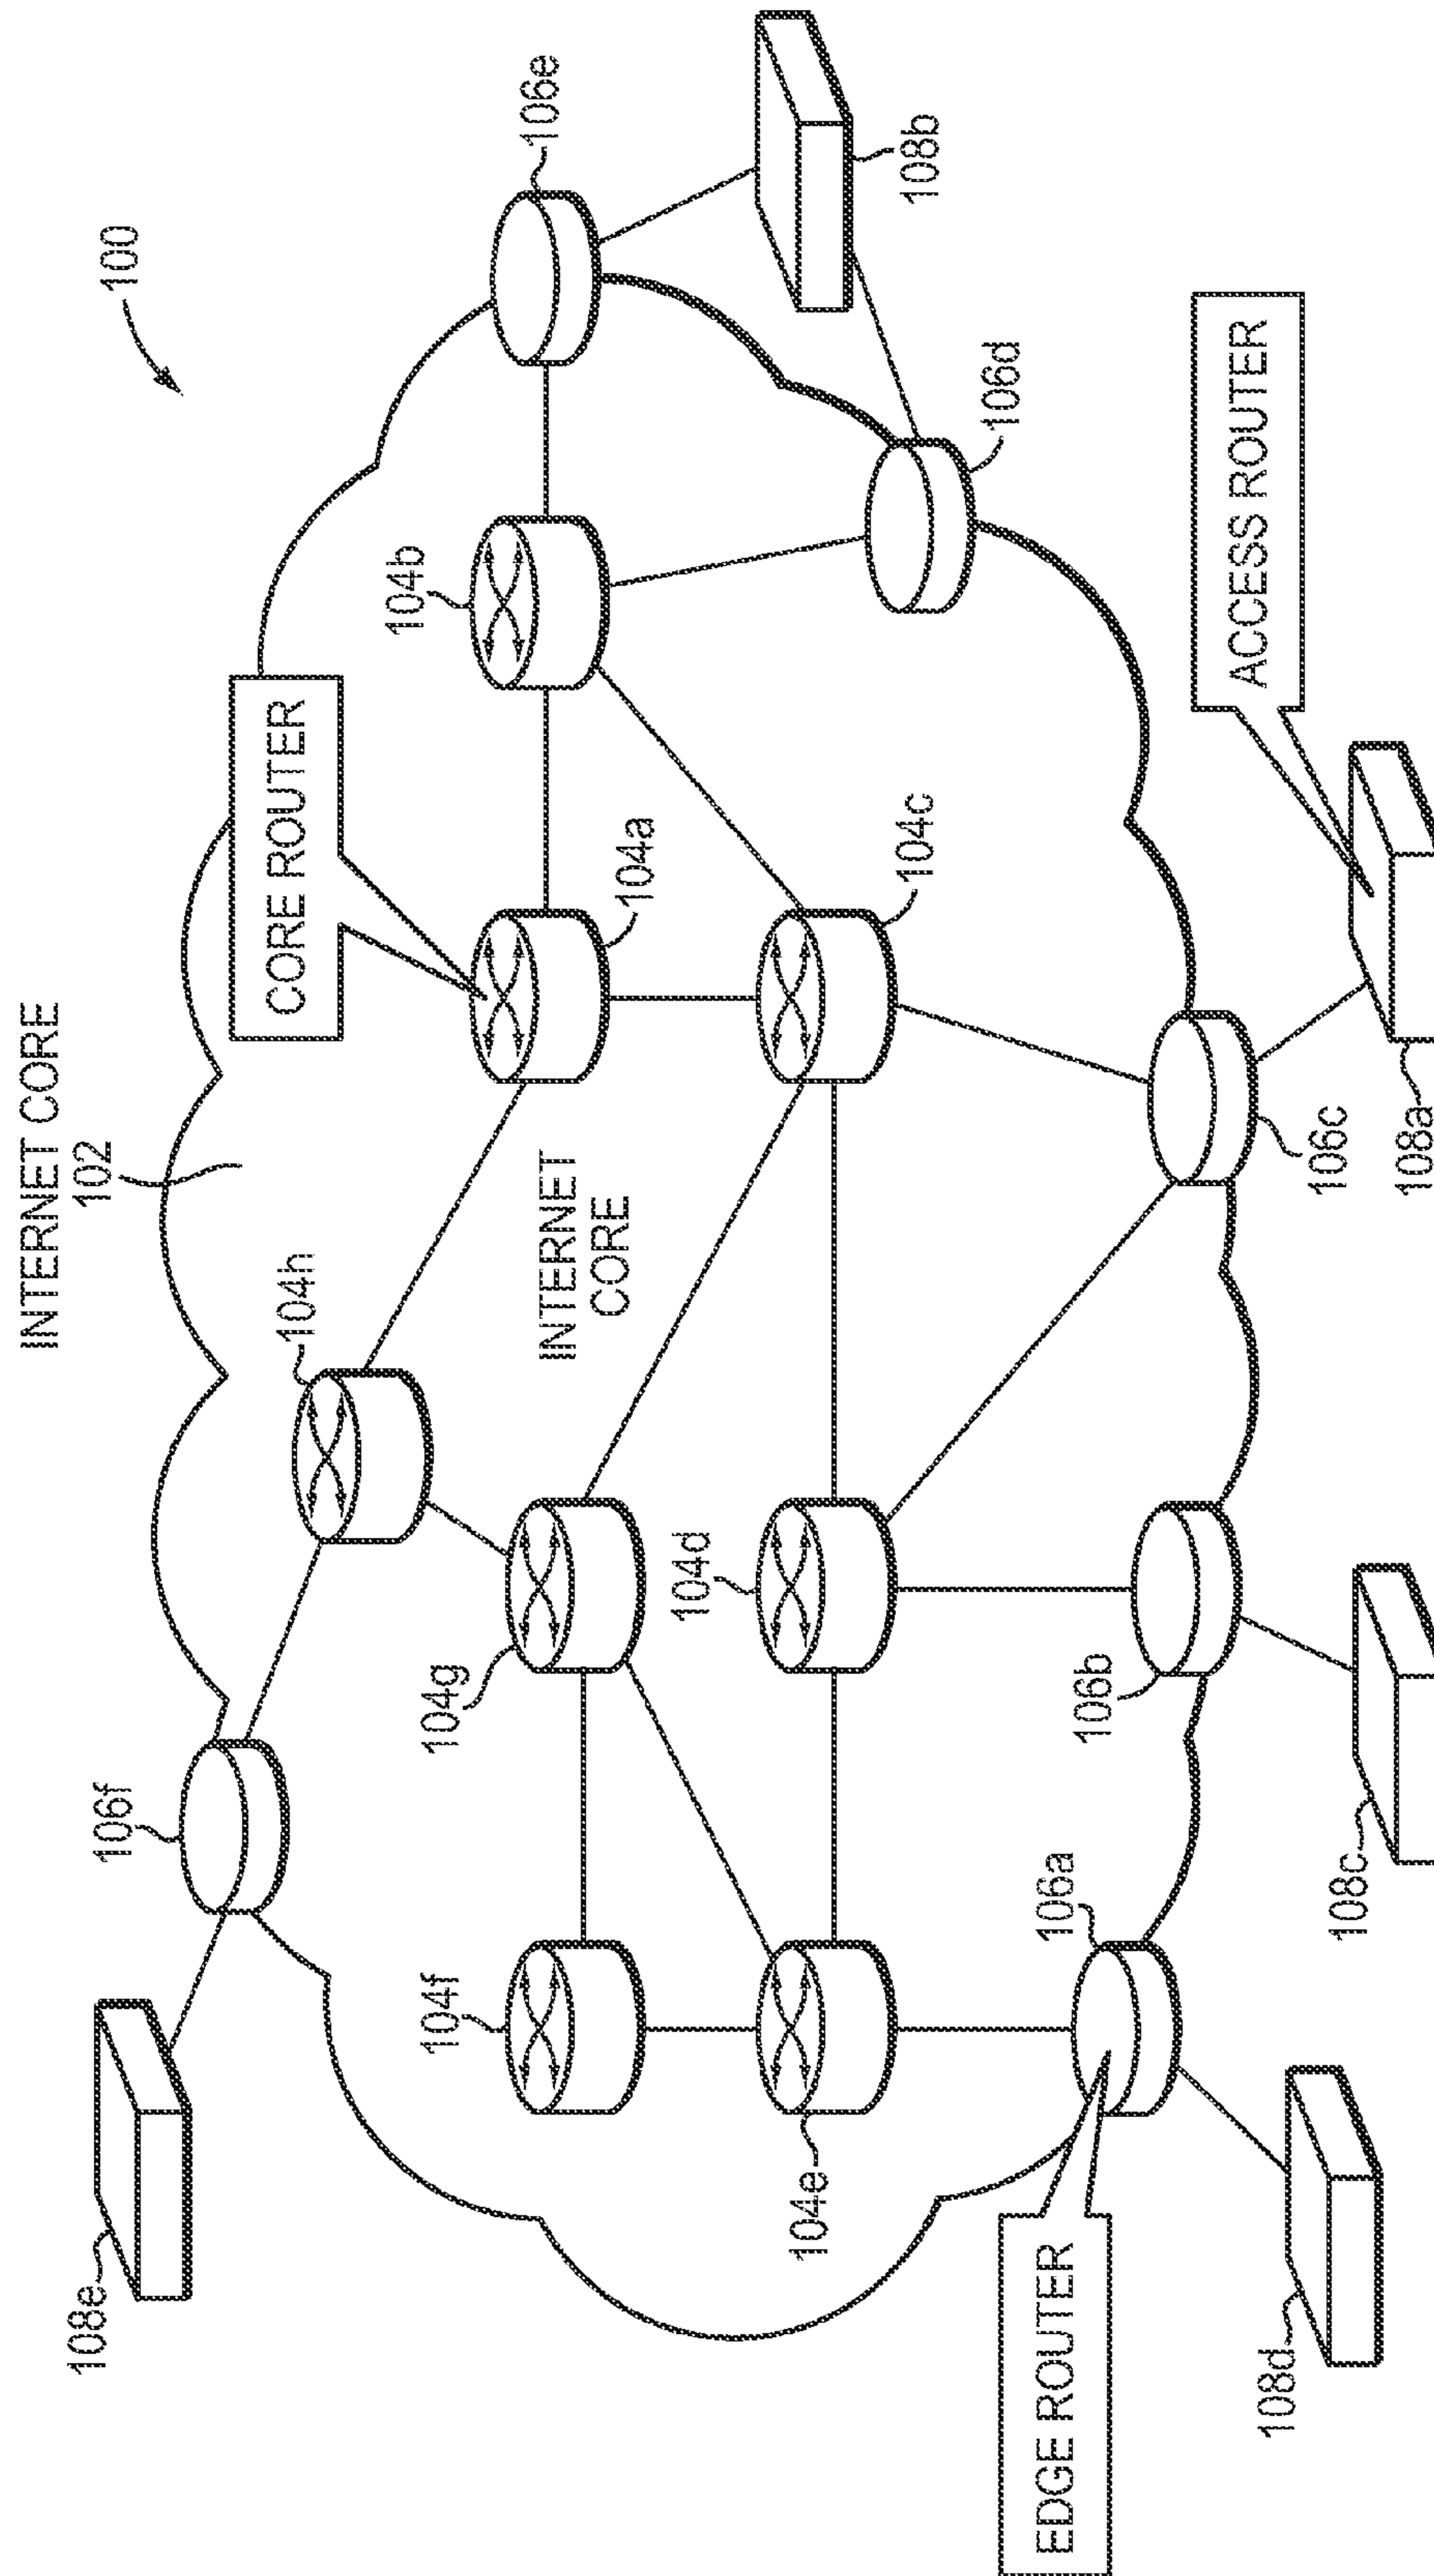 INTERNET CORE
102
100
CORE ROUTER
108e
106f
104h
104b
106e
104a
INTERNET
CORE
104f
104g
104d
104c
108b
106d
104e
106a
106b
106c
ACCESS ROUTER
EDGE ROUTER
108d
108c
108a